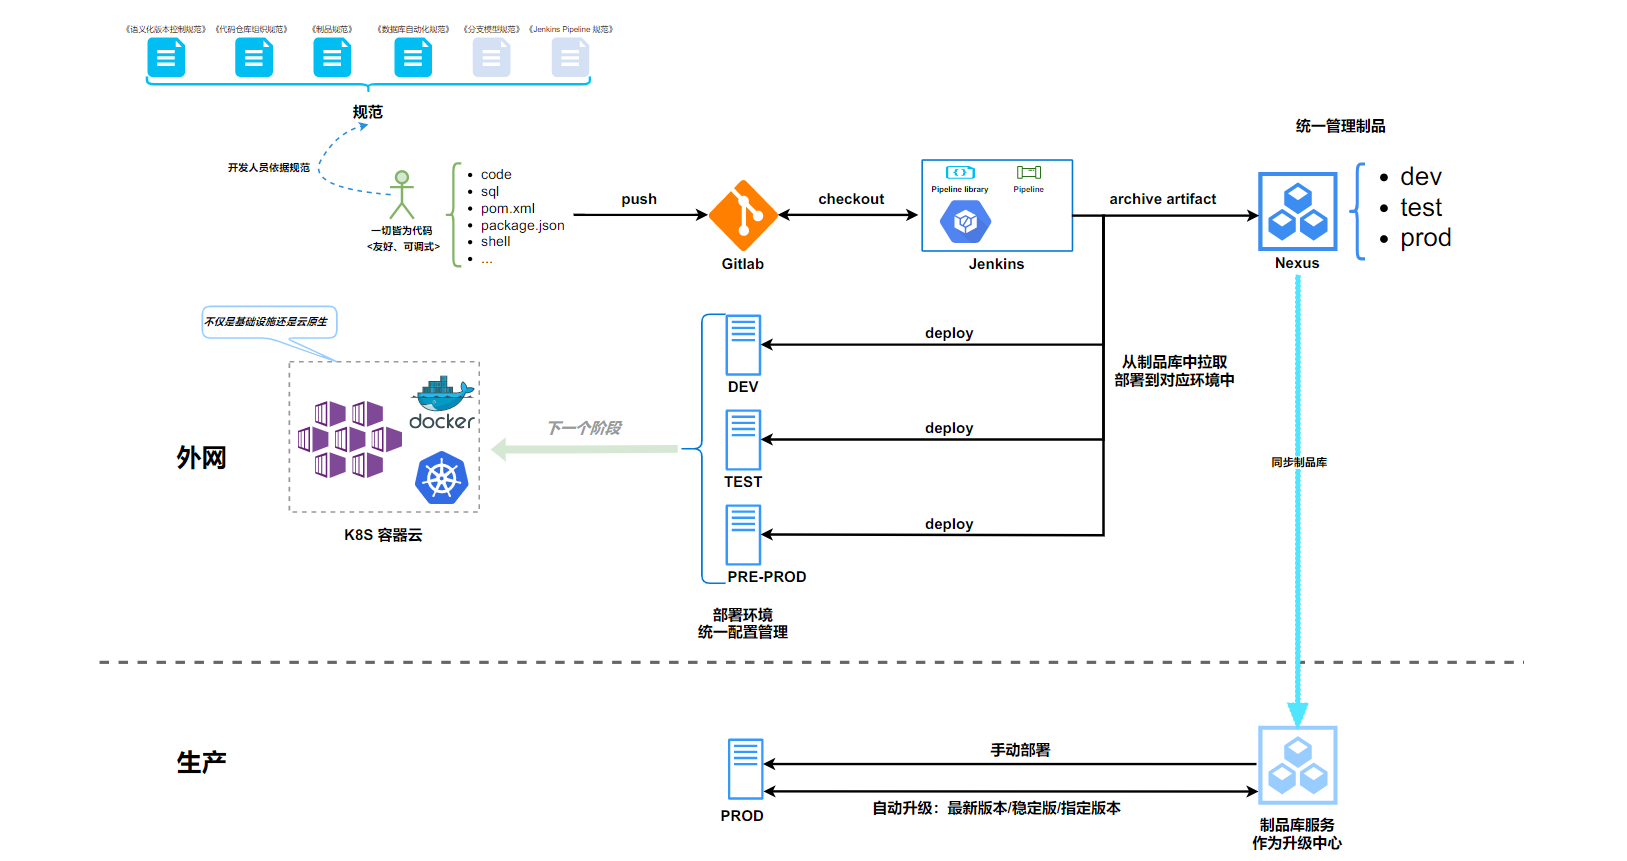 《语义化版本控制规范》 《代码仓库组织规范》 《制品规范》 《数据库自动化规范》 《分支模型规范》 《Jenkins Pipeline 规范》
规范
开发人员依据规范
一切皆为代码
<友好、可调式>
code
sql
pom.xml
package.json
shell
...
push
Gitlab
checkout
Pipeline library
Pipeline
Jenkins
archive artifact
统一管理制品
Nexus
dev
test
prod
不仅是基础设施还是云原生
docker
K8S 容器云
外网
下一个阶段
deploy
DEV
deploy
TEST
deploy
PRE-PROD
从制品库中拉取
部署到对应环境中
部署环境
统一配置管理
同步制品库
生产
PROD
手动部署
自动升级：最新版本/稳定版/指定版本
制品库服务
作为升级中心